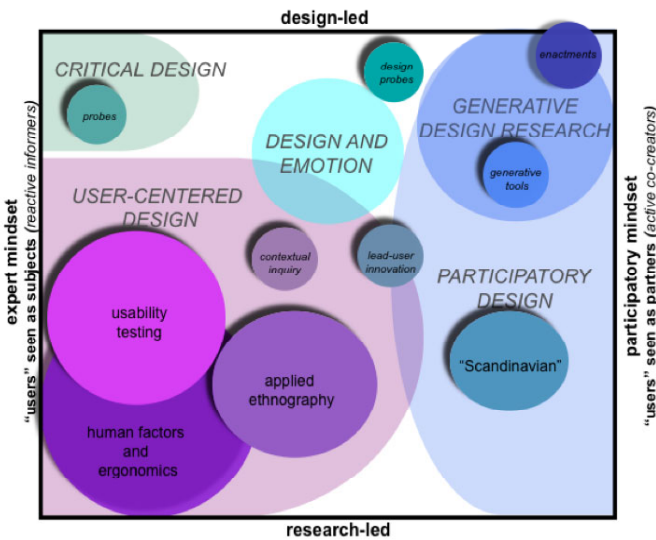 design-led
CRITICAL DESIGN
probes
design
probes
enactments
GENERATIVE
DESIGN RESEARCH
generative
tools
DESIGN AND
EMOTION
USER-CENTERED
DESIGN
contextual
inquiry
lead-user
innovation
PARTICIPATORY
DESIGN
usability
testing
applied
ethnography
"Scandinavian"
human factors
and
ergonomics
expert mindset
"users" seen as subjects (reactive informers)
participatory mindset
"users" seen as partners (active co-creators)
research-led